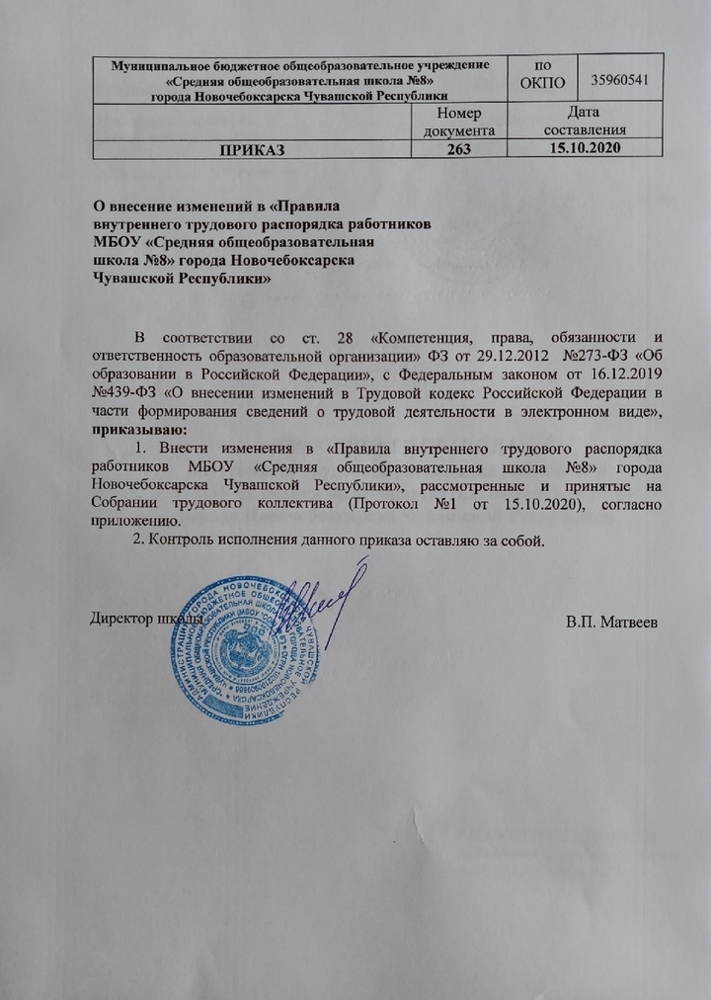 Муниципальное бюджетное общеобразовательное учреждение
«Средняя общеобразовательная школа №8»
города Новочебоксарска Чувашской Республики
по
ОКПО
35960541
Номер
документа
Дата
составления
ПРИКАЗ
263
15.10.2020
О внесение изменений в «Правила
внутреннего трудового распорядка работников
МБОУ «Средняя общеобразовательная
школа №8» города Новочебоксарска
Чувашской Республики»
В соответствии со ст. 28 «Компетенция, права, обязанности и
ответственность образовательной организации» ФЗ от 29.12.2012 №273-ФЗ «Об
образовании в Российской Федерации», с Федеральным законом от 16.12.2019
№439-ФЗ «О внесении изменений в Трудовой кодекс Российской Федерации в
части формирования сведений о трудовой деятельности в электронном виде»,
приказываю:
1. Внести изменения в «Правила внутреннего трудового распорядка
работников МБОУ «Средняя общеобразовательная школа №8» города
Новочебоксарска Чувашской Республики», рассмотренные и принятые на
Собрании трудового коллектива (Протокол №1 от 15.10.2020), согласно
приложению.
2. Контроль исполнения данного приказа оставляю за собой.
Директор школы
В.П. Матвеев